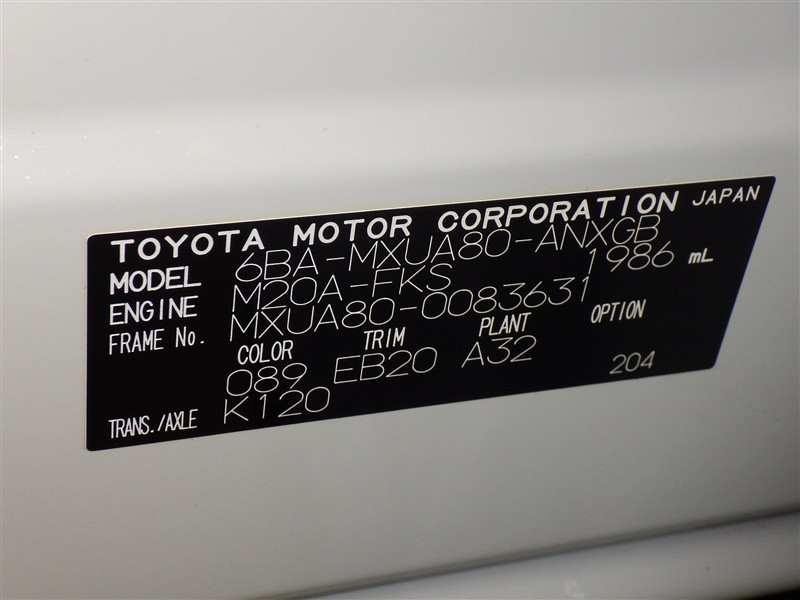 TOYOTA MOTOR CORPORATION JAPAN
MODEL 6BA-MXUA80-ANXGB
ENGINE M20A-FKS 1986 mL
FRAME No. MXUA80-0083631
COLOR TRIM PLANT OPTION
089 EB20 A32 204
TRANS./AXLE K120